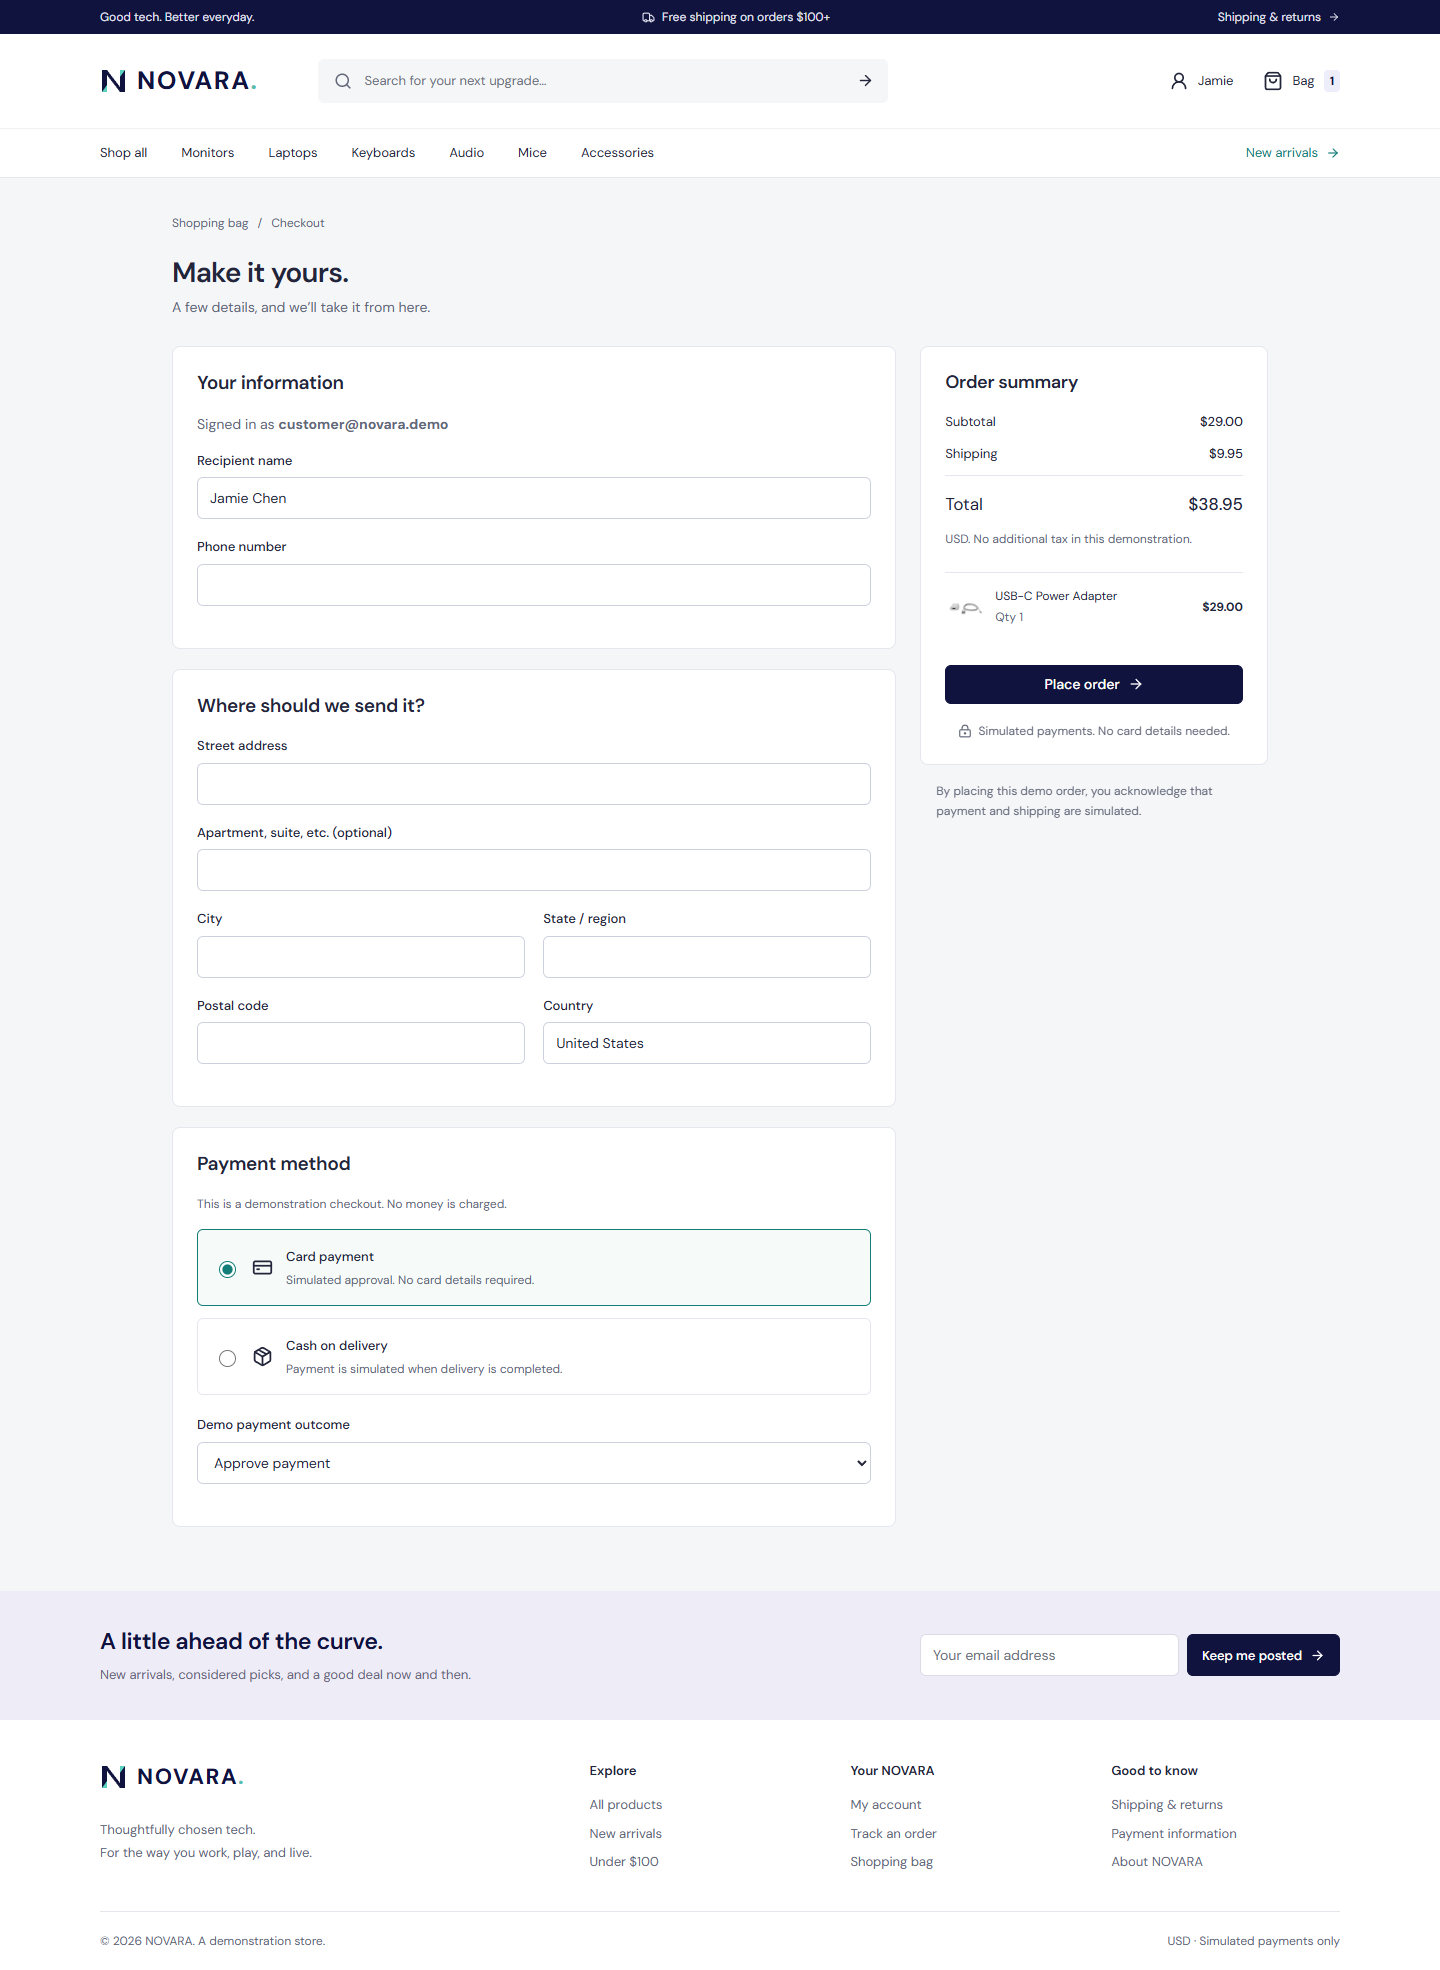 Good tech. Better everyday.
Free shipping on orders $100+
Shipping & returns
NOVARA.
Search for your next upgrade...
Jamie
Bag 1
Shop all
Monitors
Laptops
Keyboards
Audio
Mice
Accessories
New arrivals
Shopping bag / Checkout
Make it yours.
A few details, and we'll take it from here.
Your information
Signed in as customer@novara.demo
Recipient name
Jamie Chen
Phone number
Where should we send it?
Street address
Apartment, suite, etc. (optional)
City
State / region
Postal code
Country
United States
Payment method
This is a demonstration checkout. No money is charged.
Card payment
Simulated approval. No card details required.
Cash on delivery
Payment is simulated when delivery is completed.
Demo payment outcome
Approve payment
Order summary
Subtotal $29.00
Shipping $9.95
Total $38.95
USD. No additional tax in this demonstration.
USB-C Power Adapter
Qty 1
$29.00
Place order
Simulated payments. No card details needed.
By placing this demo order, you acknowledge that
payment and shipping are simulated.
A little ahead of the curve.
New arrivals, considered picks, and a good deal now and then.
Your email address
Keep me posted
NOVARA.
Thoughtfully chosen tech.
For the way you work, play, and live.
Explore
All products
New arrivals
Under $100
Your NOVARA
My account
Track an order
Shopping bag
Good to know
Shipping & returns
Payment information
About NOVARA
© 2026 NOVARA. A demonstration store.
USD · Simulated payments only